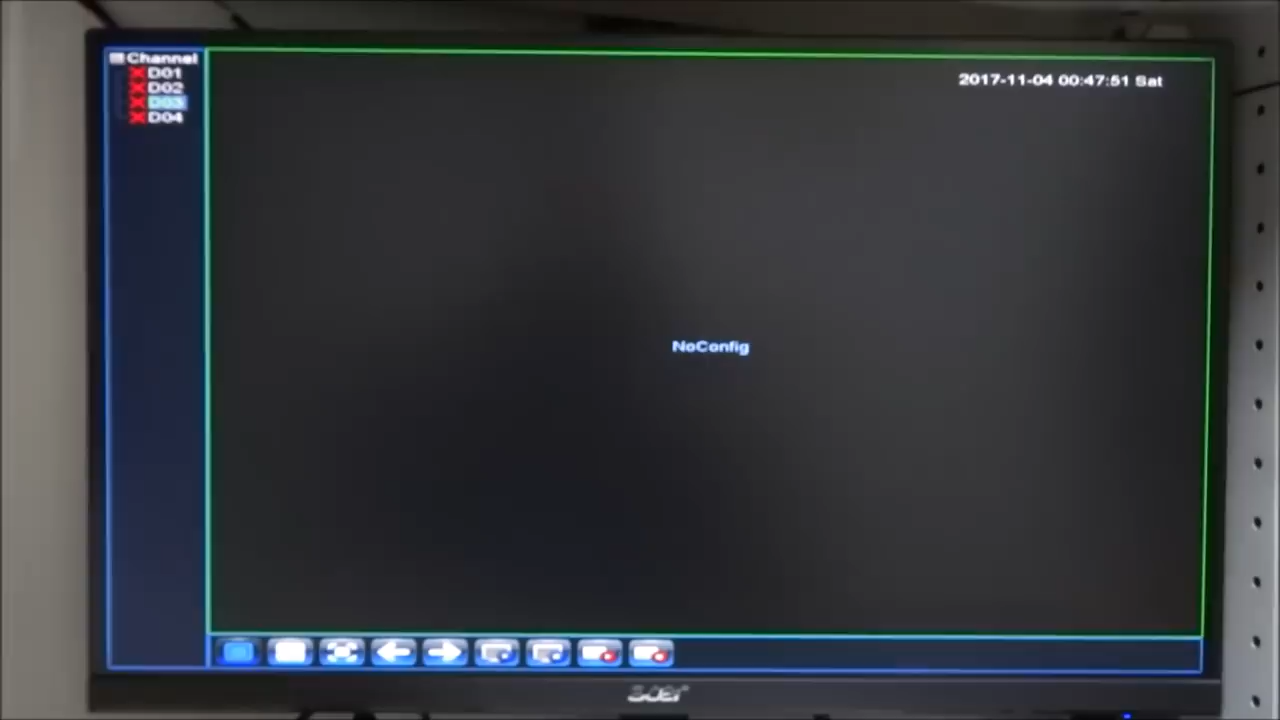 Channel
D01
D02
D03
D04
2017-11-04 00:47:51 Sat
NoConfig
acer